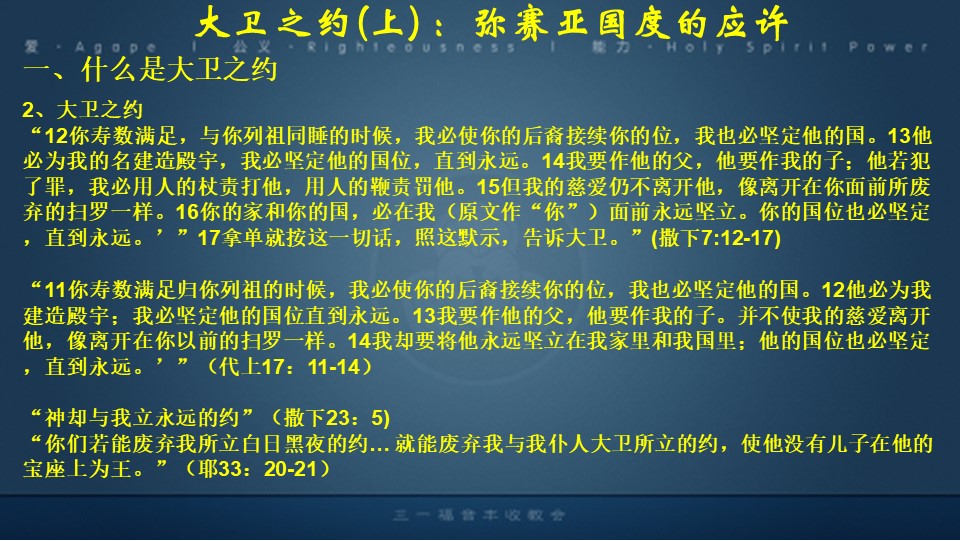 大卫之约(上)：弥赛亚国度的应许
爱·Agape | 公义·Righteousness | 能力·Holy Spirit Power
一、什么是大卫之约
2、大卫之约
“12你寿数满足，与你列祖同睡的时候，我必使你的后裔接续你的位，我也必坚定他的国。13他
必为我的名建造殿宇，我必坚定他的国位，直到永远。14我要作他的父，他要作我的子；他若犯
了罪，我必用人的杖责打他，用人的鞭责罚他。15但我的慈爱仍不离开他，像离开在你面前所废
弃的扫罗一样。16你的家和你的国，必在我（原文作“你”）面前永远坚立。你的国位也必坚定
，直到永远。’”17拿单就按这一切话，照这默示，告诉大卫。”(撒下7:12-17)
“11你寿数满足归你列祖的时候，我必使你的后裔接续你的位，我也必坚定他的国。12他必为我
建造殿宇；我必坚定他的国位直到永远。13我要作他的父，他要作我的子。并不使我的慈爱离开
他，像离开在你以前的扫罗一样。14我却要将他永远坚立在我家里和我国里；他的国位也必坚定
，直到永远。’”（代上17：11-14）
“神却与我立永远的约”（撒下23：5)
“你们若能废弃我所立白日黑夜的约… 就能废弃我与我仆人大卫所立的约，使他没有儿子在他的
宝座上为王。”（耶33：20-21）
三一福音丰收教会